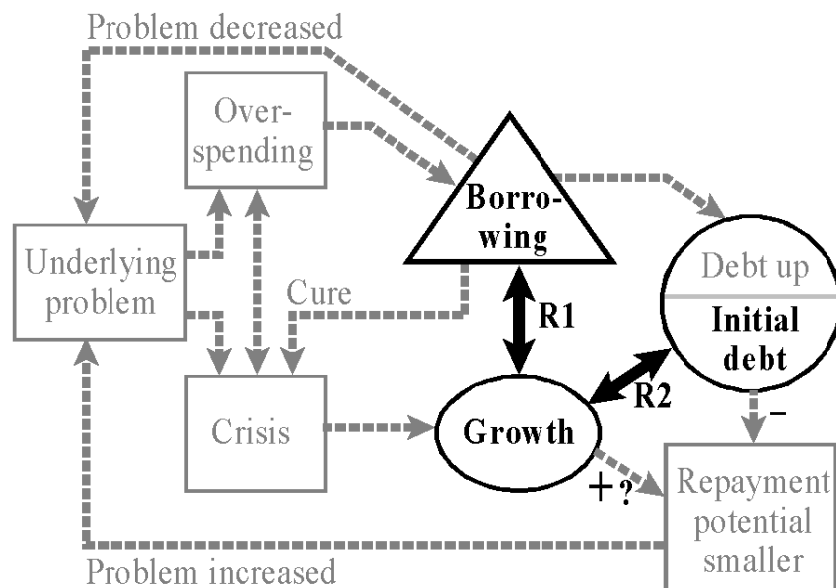 Problem decreased
Over-
spending
Borro-
wing
Underlying
problem
Debt up
Initial
debt
Cure
R1
R2
Crisis
Growth
–
+ ?
Repayment
potential
smaller
Problem increased